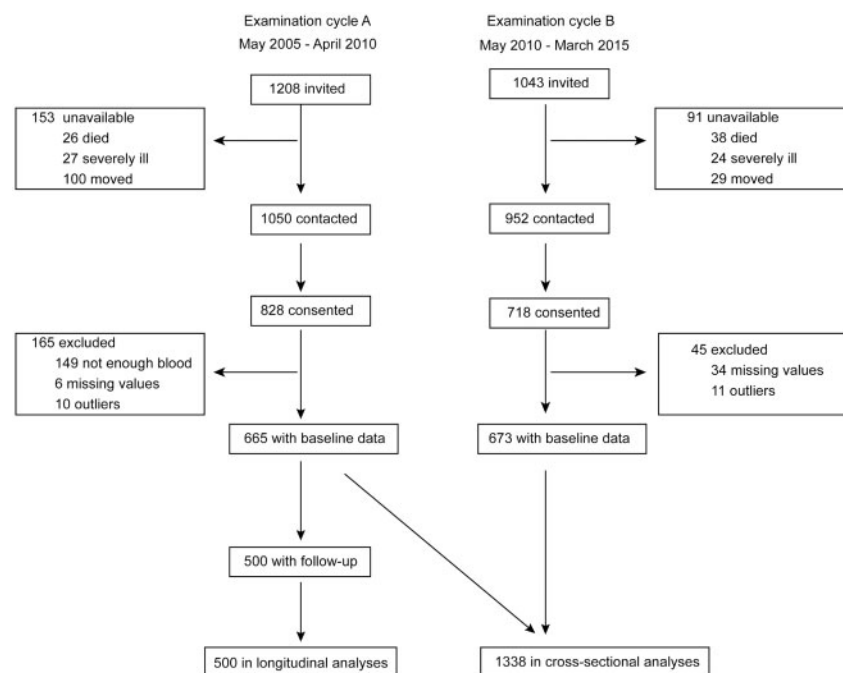 Examination cycle A
May 2005 - April 2010
1208 invited
153 unavailable
26 died
27 severely ill
100 moved
1050 contacted
828 consented
165 excluded
149 not enough blood
6 missing values
10 outliers
665 with baseline data
500 with follow-up
500 in longitudinal analyses
Examination cycle B
May 2010 - March 2015
1043 invited
91 unavailable
38 died
24 severely ill
29 moved
952 contacted
718 consented
45 excluded
34 missing values
11 outliers
673 with baseline data
1338 in cross-sectional analyses